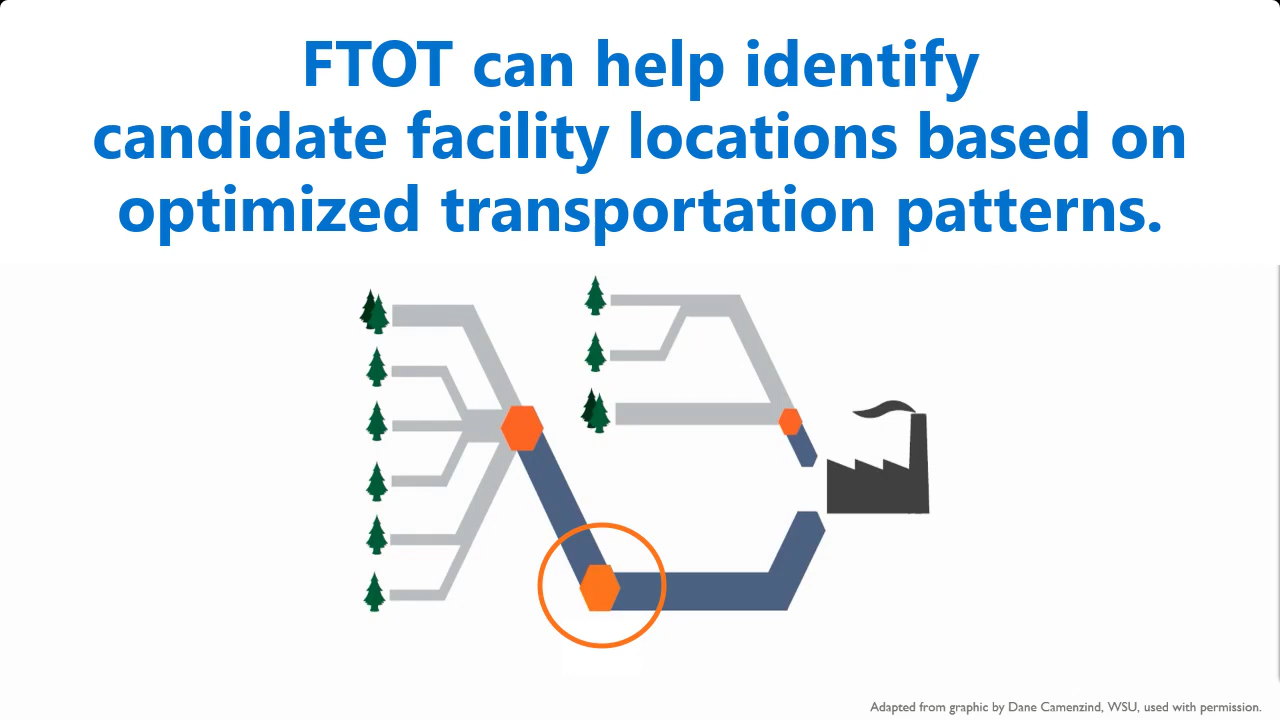 FTOT can help identify
candidate facility locations based on
optimized transportation patterns.
Adapted from graphic by Dane Camenzind, WSU, used with permission.